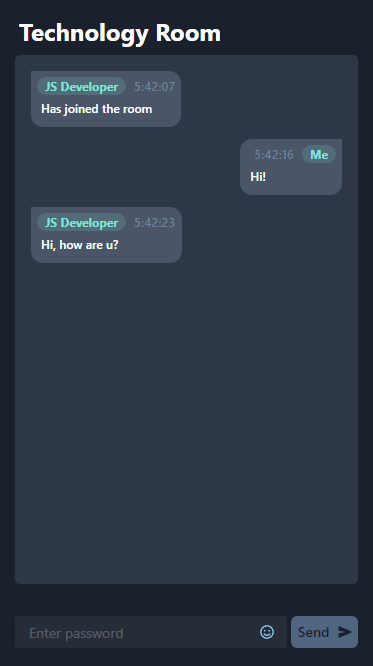 Technology Room
JS Developer 5:42:07
Has joined the room
5:42:16 Me
Hi!
JS Developer 5:42:23
Hi, how are u?
Enter password
Send